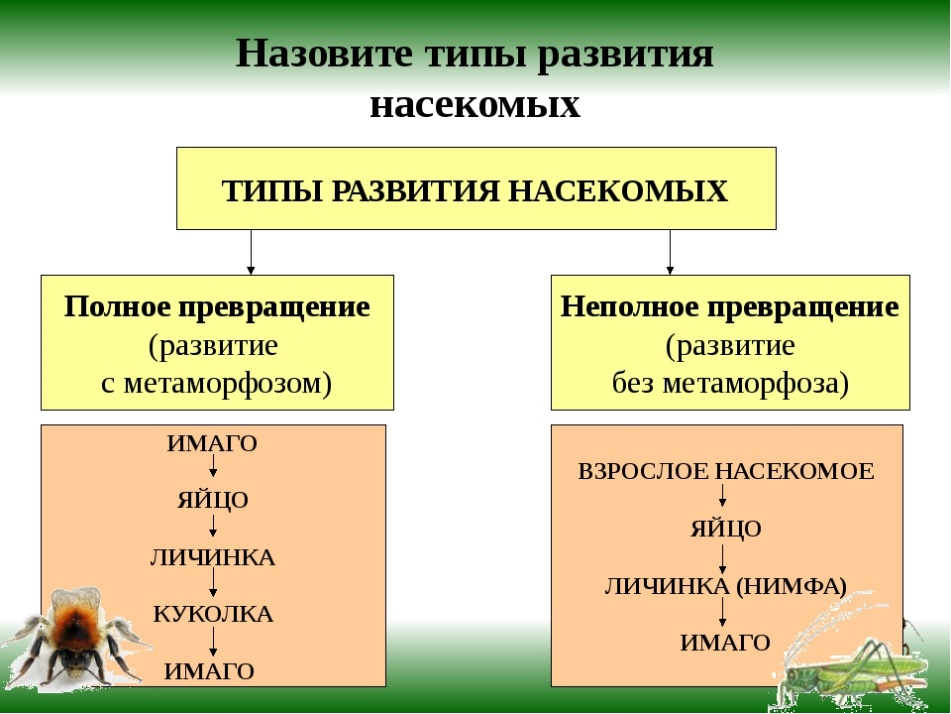 Назовите типы развития
насекомых
ТИПЫ РАЗВИТИЯ НАСЕКОМЫХ
Полное превращение
(развитие
с метаморфозом)
Неполное превращение
(развитие
без метаморфоза)
ИМАГО
ЯЙЦО
ЛИЧИНКА
КУКОЛКА
ИМАГО
ВЗРОСЛОЕ НАСЕКОМОЕ
ЯЙЦО
ЛИЧИНКА (НИМФА)
ИМАГО